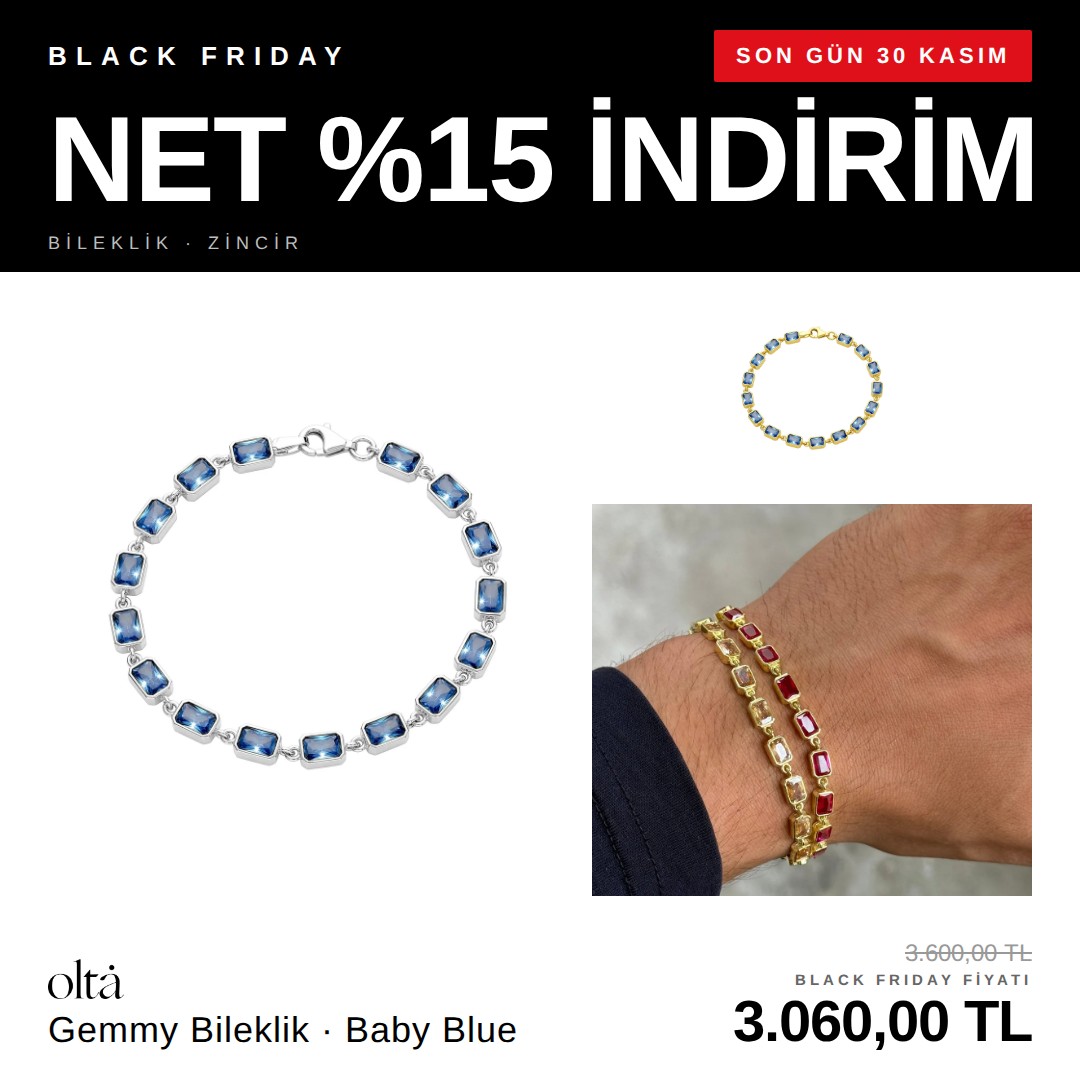 BLACK FRIDAY
SON GÜN 30 KASIM
NET %15 İNDİRİM
BİLEKLİK · ZİNCİR
olta
Gemmy Bileklik · Baby Blue
3.600,00 TL
BLACK FRIDAY FİYATI
3.060,00 TL